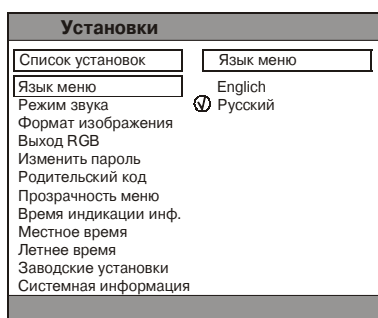 Установки
Список установок
Язык меню
Режим звука
Формат изображения
Выход RGB
Изменить пароль
Родительский код
Прозрачность меню
Время индикации инф.
Местное время
Летнее время
Заводские установки
Системная информация
Язык меню
Englich
Русский